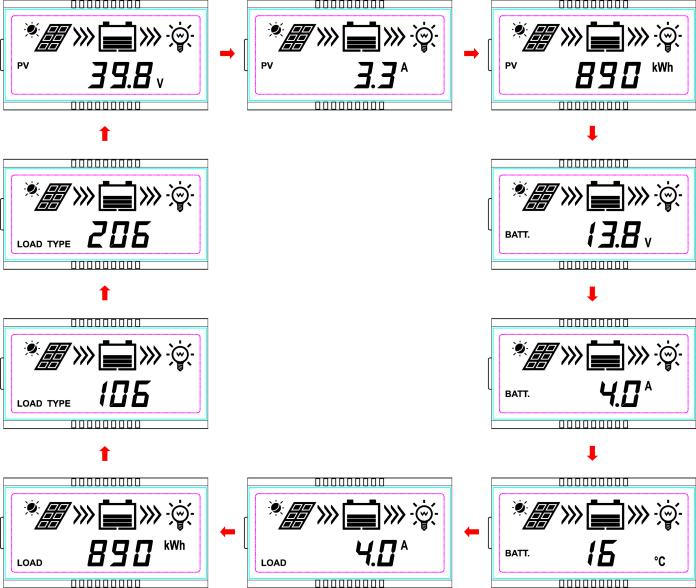 W
PV 39.8 V
W
PV 3.3 A
W
PV 890 kWh
W
BATT. 13.8 V
W
BATT. 4.0 A
W
BATT. 16 °C
W
LOAD 4.0 A
W
LOAD 890 kWh
W
LOAD TYPE 106
W
LOAD TYPE 206